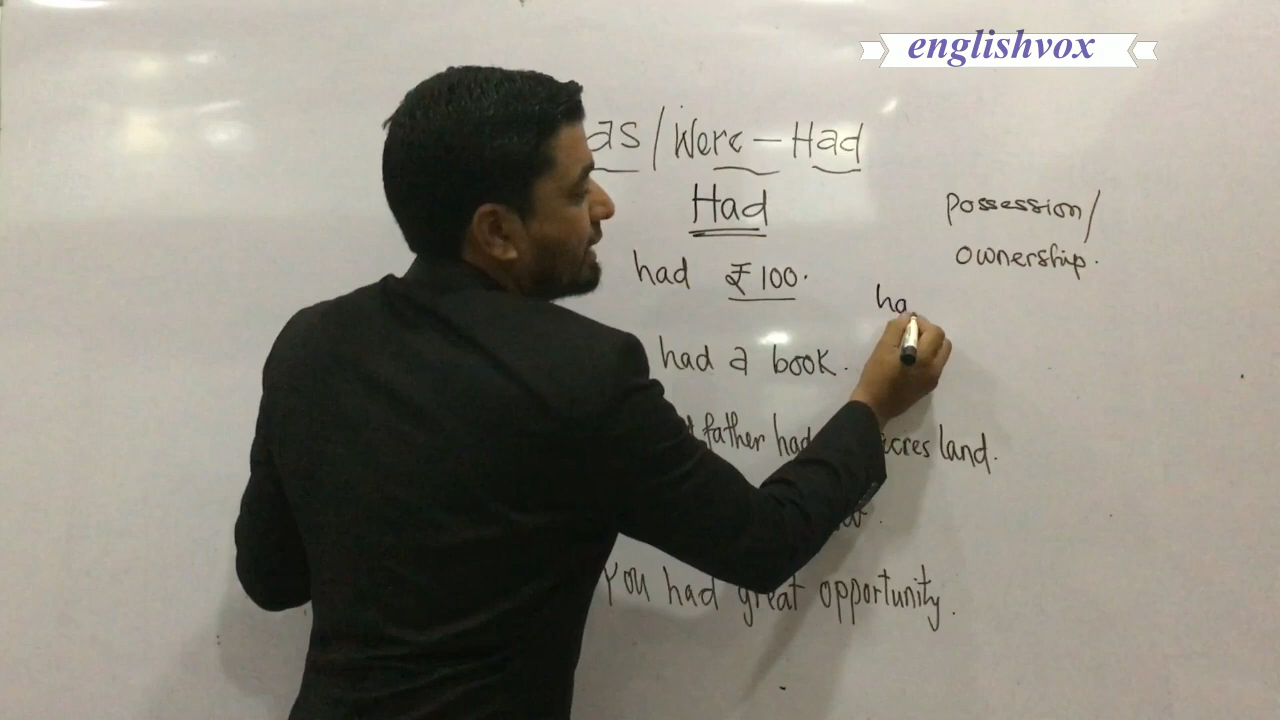 englishvox
as/Were-Had
Had
possession/
ownership.
had ₹100.
ha
had a book.
father had acres land.
You had great opportunity.